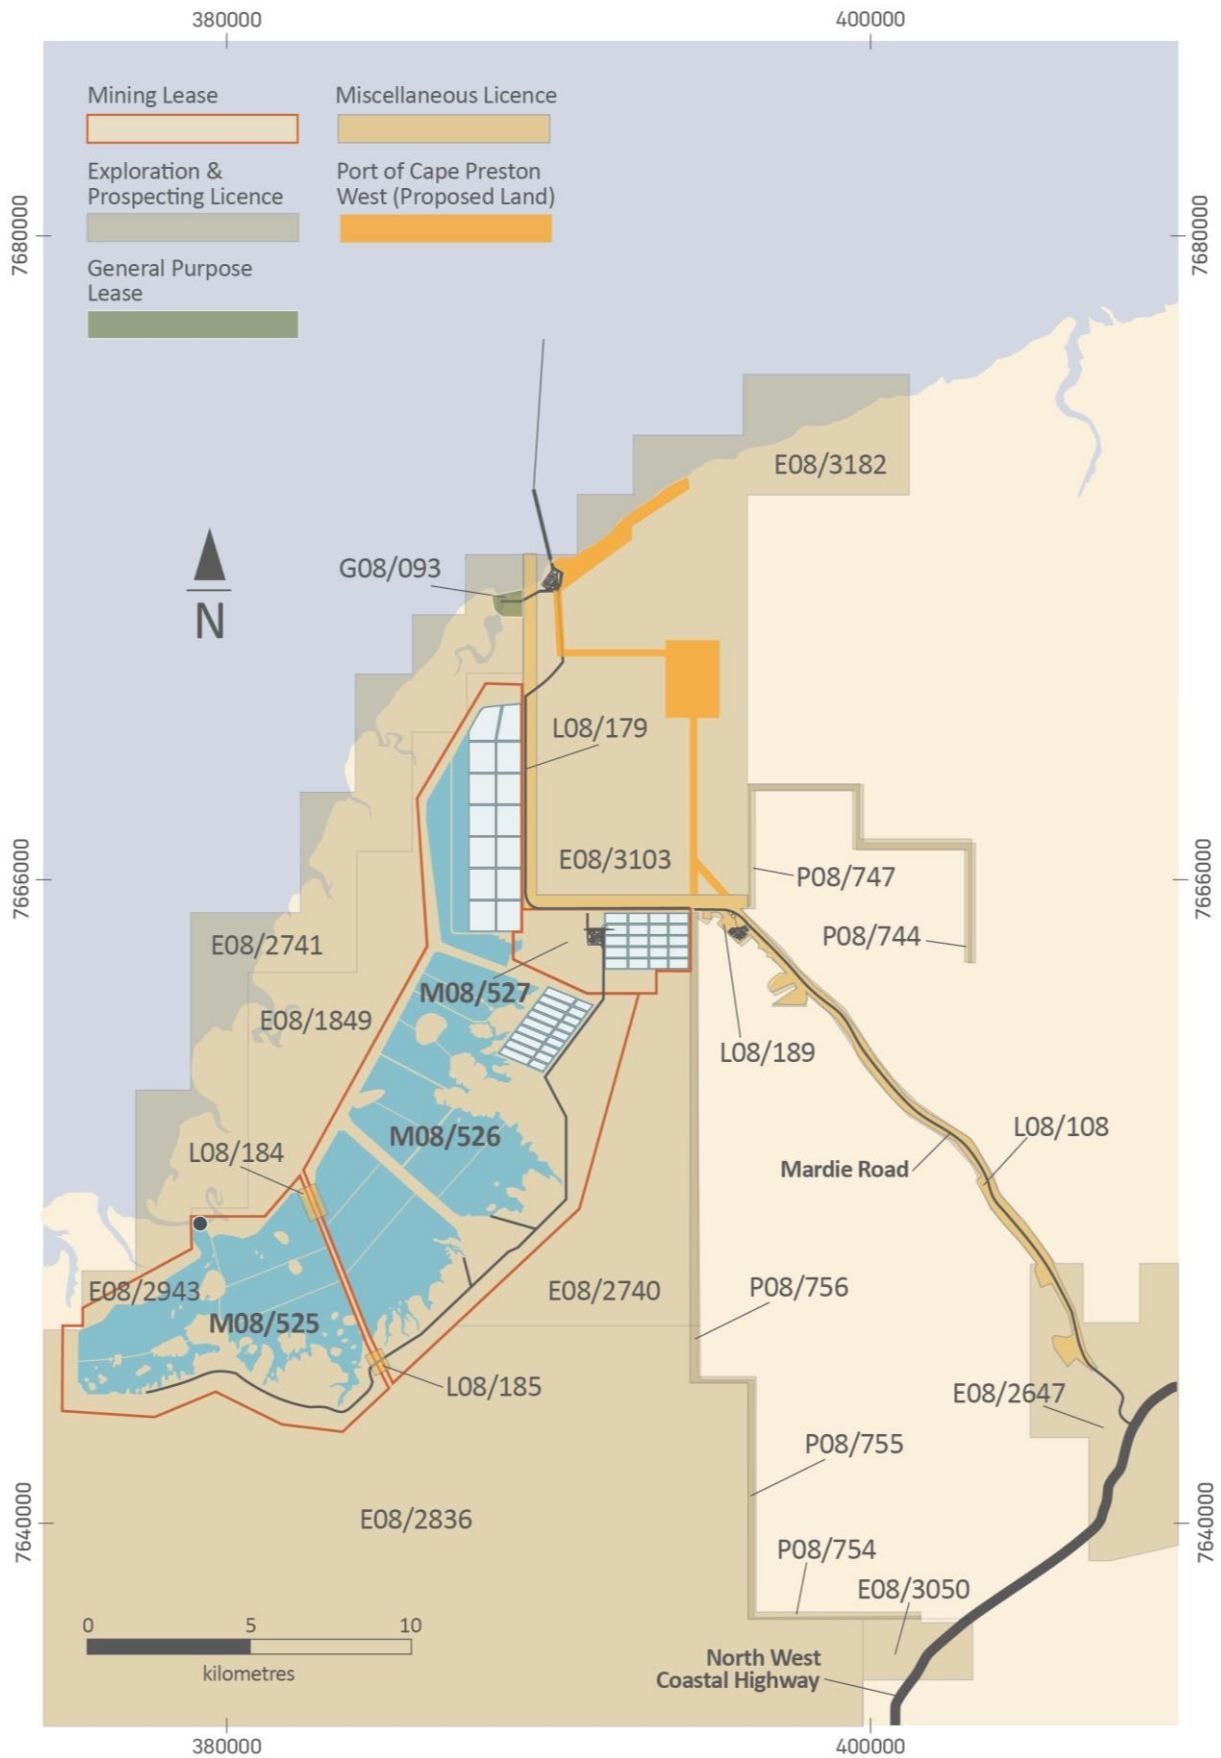 380000
400000
Mining Lease
Miscellaneous Licence
Exploration &
Prospecting Licence
Port of Cape Preston
West (Proposed Land)
General Purpose
Lease
7680000
7680000
E08/3182
G08/093
N
L08/179
E08/3103
P08/747
7666000
7666000
P08/744
E08/2741
M08/527
E08/1849
L08/189
L08/108
M08/526
L08/184
Mardie Road
E08/2943
E08/2740
P08/756
M08/525
L08/185
E08/2647
P08/755
E08/2836
7640000
7640000
P08/754
E08/3050
0
5
10
kilometres
North West
Coastal Highway
380000
400000